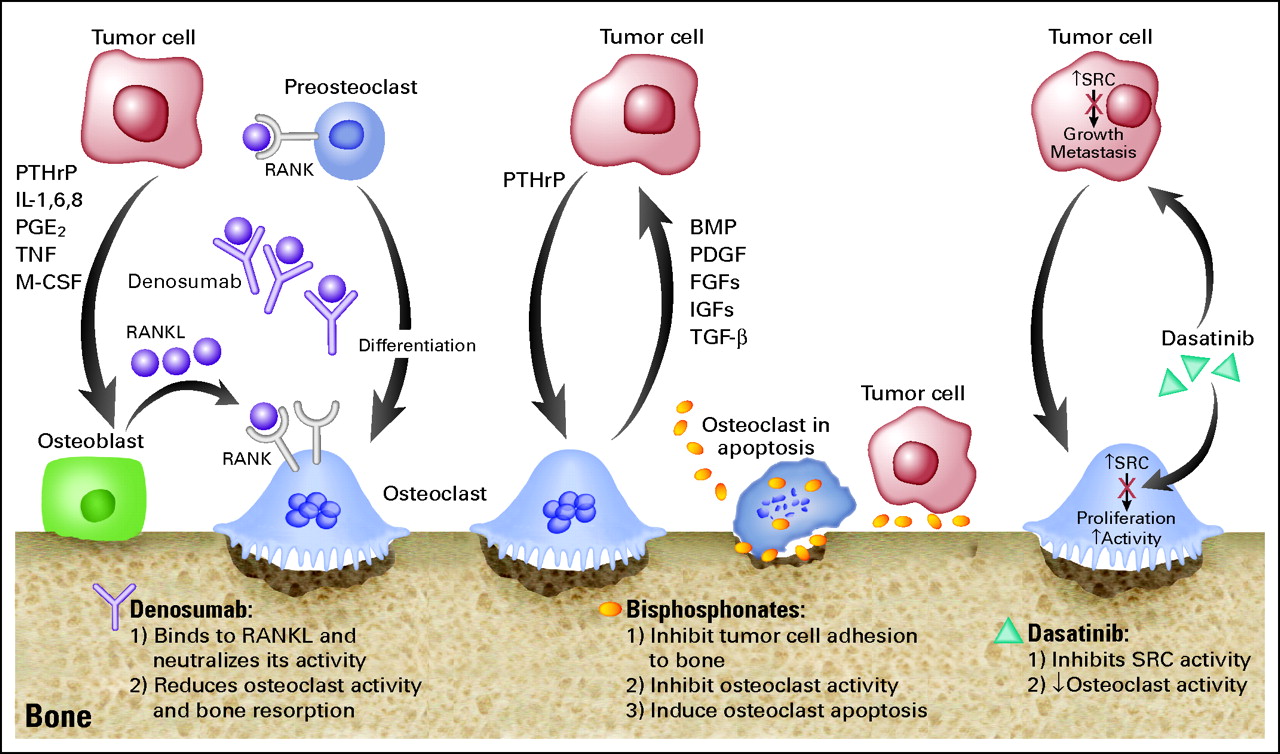 Tumor cell
Preosteoclast
RANK
PTHrP
IL-1,6,8
PGE₂
TNF
M-CSF
Denosumab
RANKL
Differentiation
Osteoblast
RANK
Osteoclast
Tumor cell
PTHrP
BMP
PDGF
FGFs
IGFs
TGF-β
Osteoclast in
apoptosis
Tumor cell
Tumor cell
↑SRC
X
Growth
Metastasis
Dasatinib
↑SRC
X
Proliferation
↑Activity
Denosumab:
1) Binds to RANKL and
neutralizes its activity
2) Reduces osteoclast activity
and bone resorption
Bisphosphonates:
1) Inhibit tumor cell adhesion
to bone
2) Inhibit osteoclast activity
3) Induce osteoclast apoptosis
Dasatinib:
1) Inhibits SRC activity
2) ↓Osteoclast activity
Bone